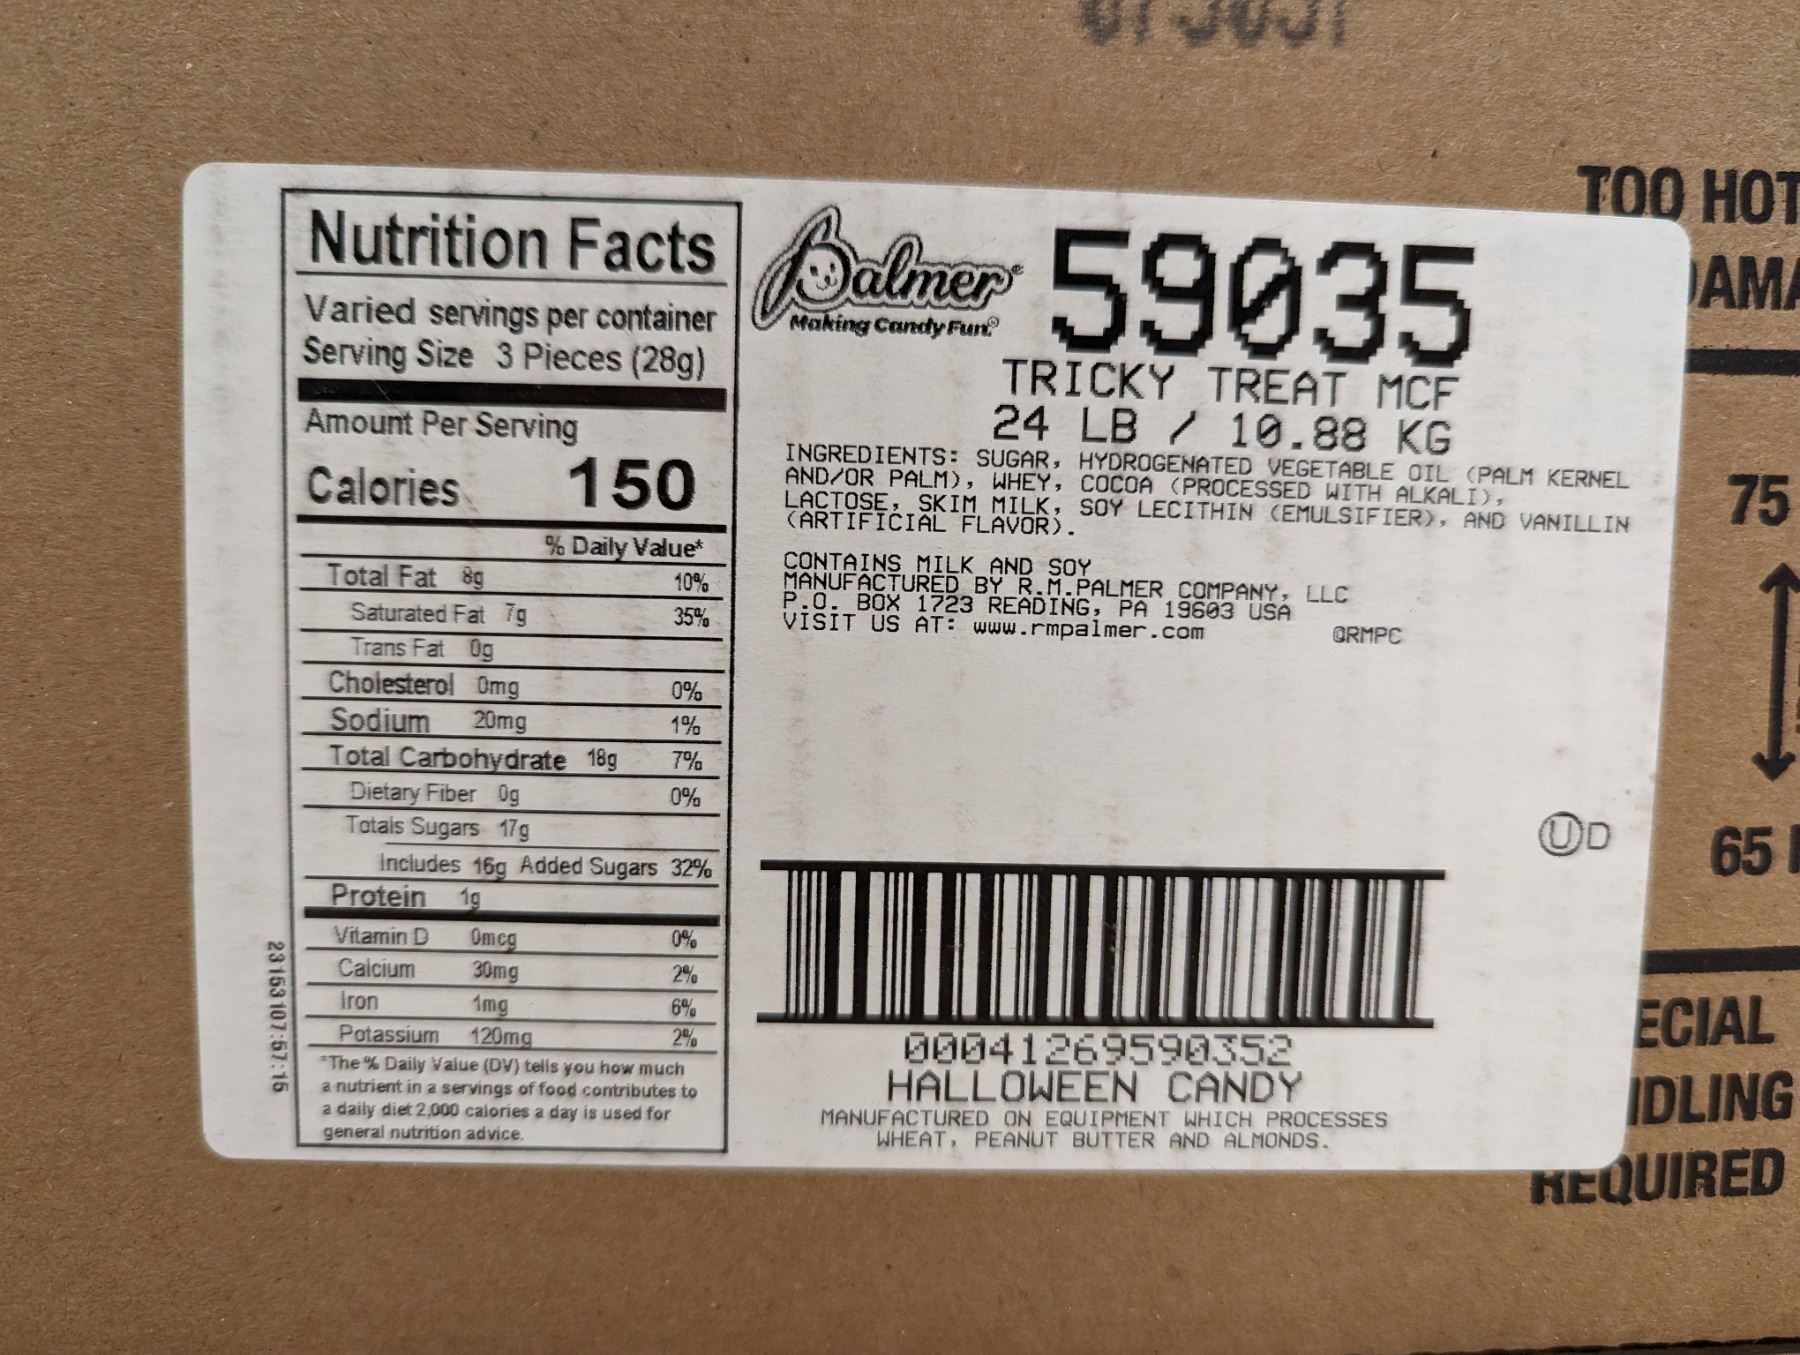 Nutrition Facts
Varied servings per container
Serving Size 3 Pieces (28g)
Amount Per Serving
Calories 150
% Daily Value*
Total Fat 8g 10%
Saturated Fat 7g 35%
Trans Fat 0g
Cholesterol 0mg 0%
Sodium 20mg 1%
Total Carbohydrate 18g 7%
Dietary Fiber 0g 0%
Totals Sugars 17g
Includes 16g Added Sugars 32%
Protein 1g
Vitamin D 0mcg 0%
Calcium 30mg 2%
Iron 1mg 6%
Potassium 120mg 2%
*The % Daily Value (DV) tells you how much
a nutrient in a servings of food contributes to
a daily diet 2,000 calories a day is used for
general nutrition advice.
23153107:57:15
Palmer®
Making Candy Fun.®
59035
TRICKY TREAT MCF
24 LB / 10.88 KG
INGREDIENTS: SUGAR, HYDROGENATED VEGETABLE OIL (PALM KERNEL
AND/OR PALM), WHEY, COCOA (PROCESSED WITH ALKALI),
LACTOSE, SKIM MILK, SOY LECITHIN (EMULSIFIER), AND VANILLIN
(ARTIFICIAL FLAVOR).
CONTAINS MILK AND SOY
MANUFACTURED BY R.M.PALMER COMPANY, LLC
P.O. BOX 1723 READING, PA 19603 USA
VISIT US AT: www.rmpalmer.com @RMPC
ⓊD
00041269590352
HALLOWEEN CANDY
MANUFACTURED ON EQUIPMENT WHICH PROCESSES
WHEAT, PEANUT BUTTER AND ALMONDS.
TOO HOT
DAMA
75
65
ECIAL
NDLING
REQUIRED